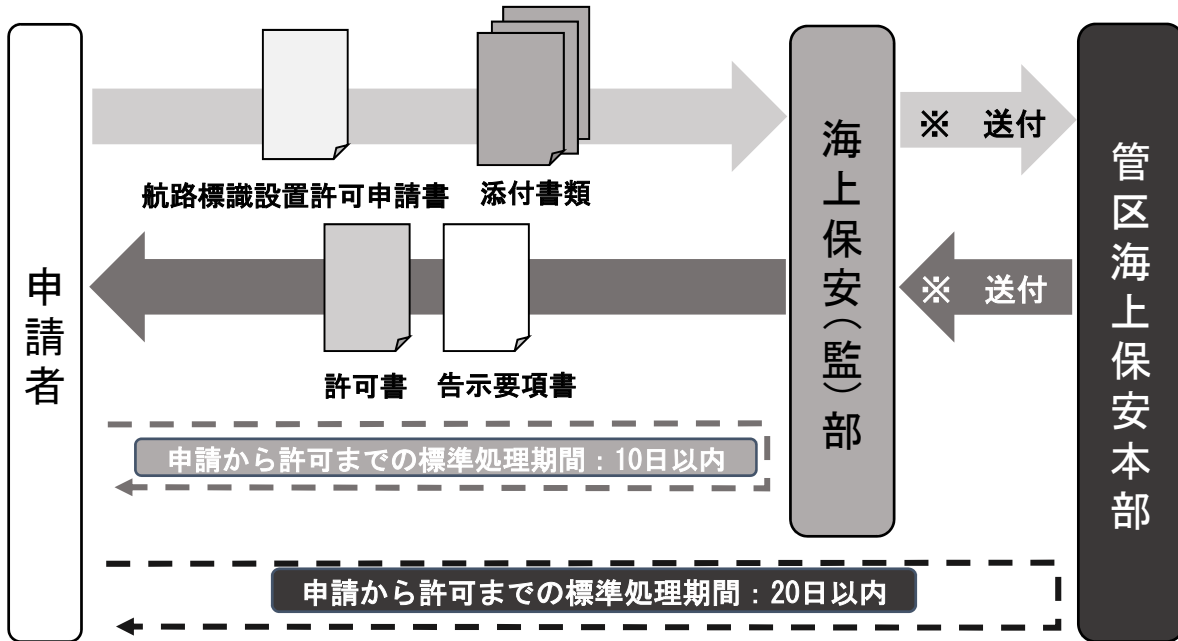 申請者
航路標識設置許可申請書
添付書類
海上保安（監）部
※　送付
管区海上保安本部
※　送付
許可書
告示要項書
申請から許可までの標準処理期間：10日以内
申請から許可までの標準処理期間：20日以内